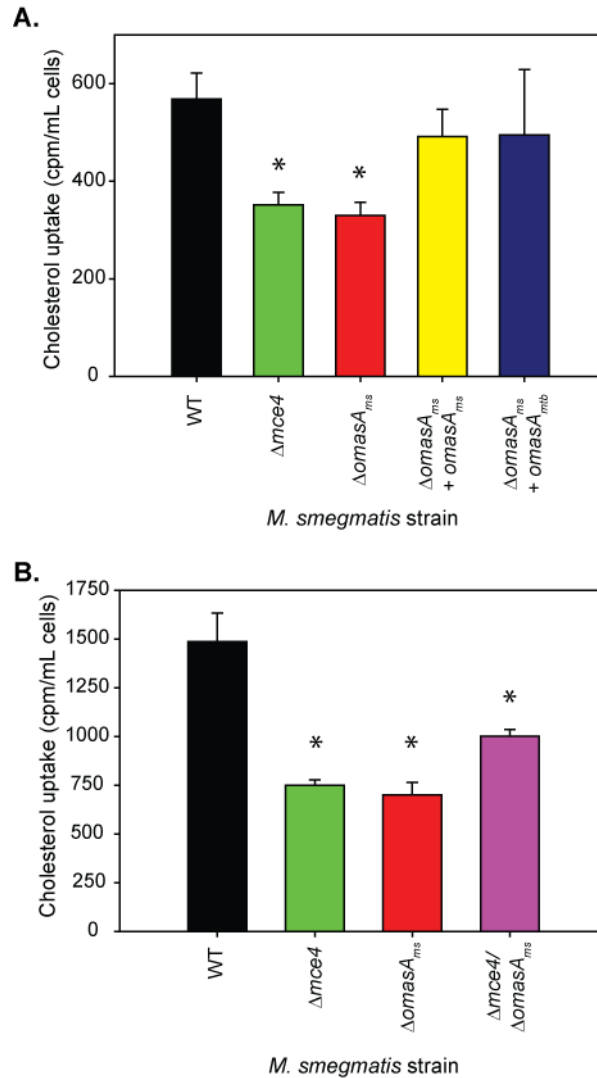 A.
Cholesterol uptake (cpm/mL cells)
600
400
200
0
WT
Δmce4
ΔomasAms
ΔomasAms
+ omasAms
ΔomasAms
+ omasAmtb
* *
M. smegmatis strain
B.
Cholesterol uptake (cpm/mL cells)
1750
1500
1250
1000
750
500
250
0
* * *
WT
Δmce4
ΔomasAms
Δmce4/
ΔomasAms
M. smegmatis strain